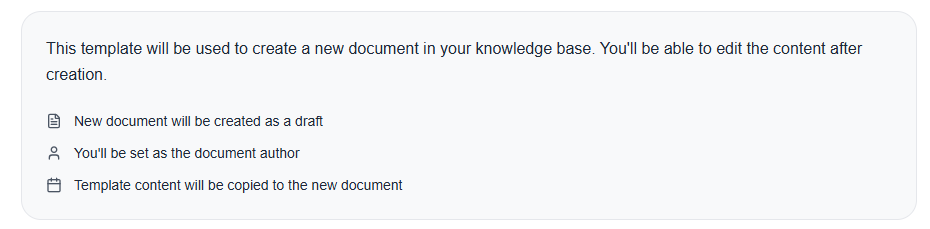 This template will be used to create a new document in your knowledge base. You'll be able to edit the content after
creation.
New document will be created as a draft
You'll be set as the document author
Template content will be copied to the new document